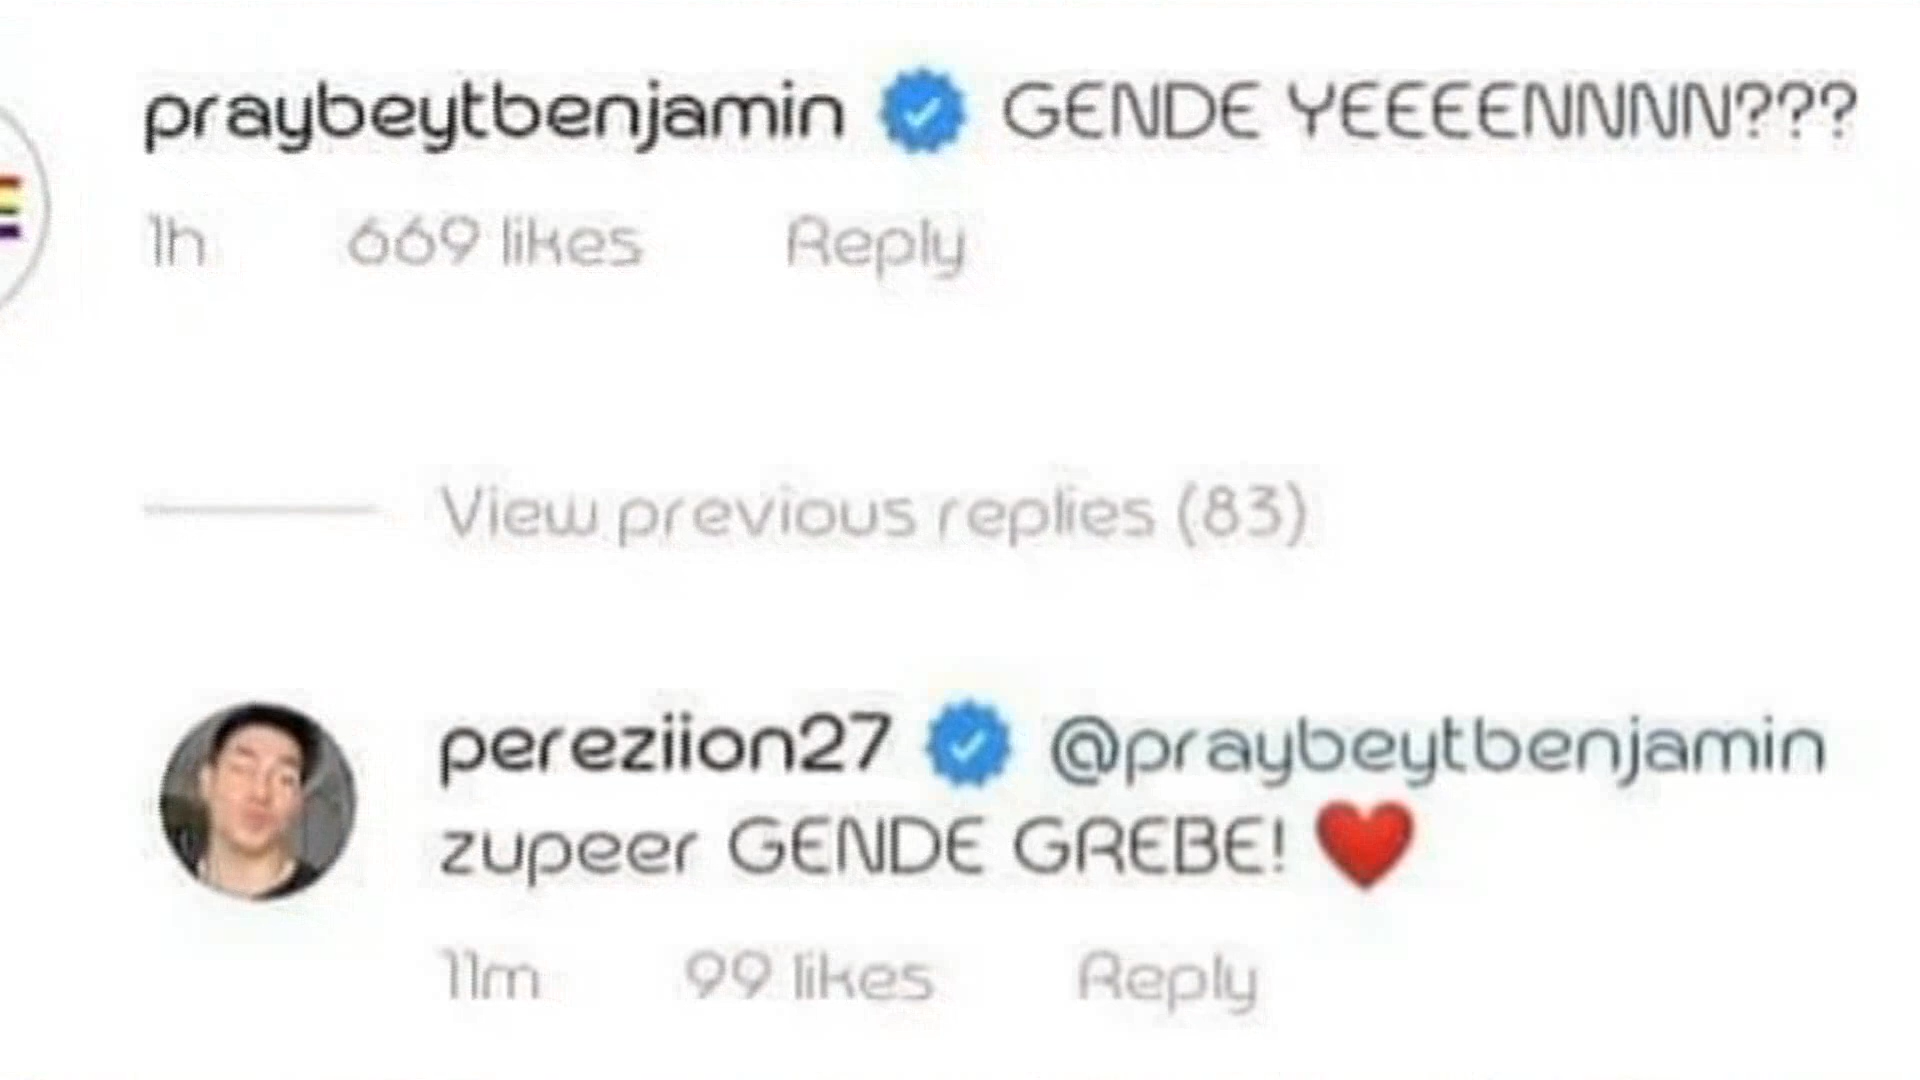 praybeytbenjamin GENDE YEEEENNNNN???
1h 669 likes Reply
View previous replies (83)
pereziion27 @praybeytbenjamin
zupeer GENDE GREBE! ❤️
11m 99 likes Reply